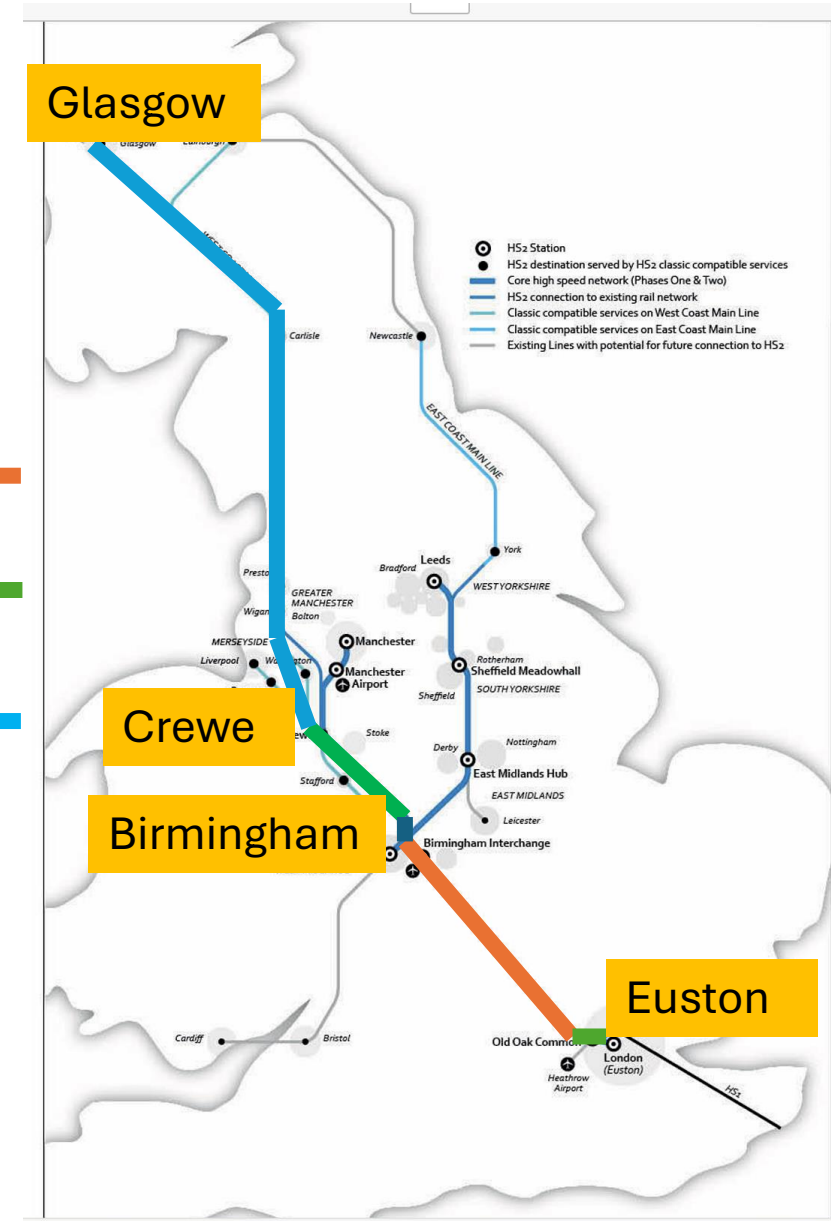 Glasgow
Glasgow
HS2 Station
HS2 destination served by HS2 classic compatible services
Core high speed network (Phases One & Two)
HS2 connection to existing rail network
Classic compatible services on West Coast Main Line
Classic compatible services on East Coast Main Line
Existing Lines with potential for future connection to HS2
Carlisle
Newcastle
EAST COAST MAIN LINE
York
Leeds
Bradford
WEST YORKSHIRE
GREATER
MANCHESTER
Bolton
MERSEYSIDE
Manchester
Liverpool
Manchester
Airport
Rotherham
Sheffield Meadowhall
Sheffield
SOUTH YORKSHIRE
Crewe
Stoke
Derby
Nottingham
East Midlands Hub
Stafford
EAST MIDLANDS
Leicester
Birmingham
Birmingham Interchange
Euston
Cardiff
Bristol
Old Oak Common
London
(Euston)
Heathrow
Airport
HS1